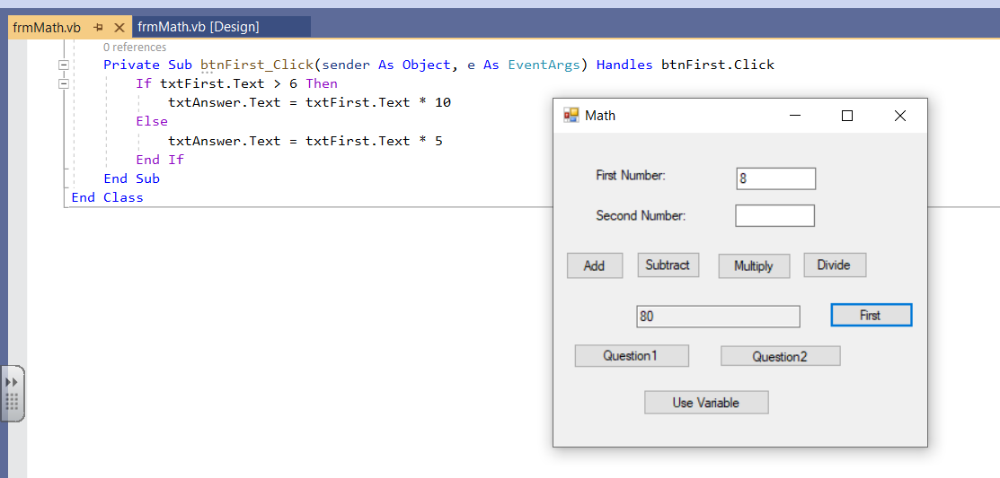 frmMath.vb
frmMath.vb [Design]
0 references
Private Sub btnFirst_Click(sender As Object, e As EventArgs) Handles btnFirst.Click
If txtFirst.Text > 6 Then
txtAnswer.Text = txtFirst.Text * 10
Else
txtAnswer.Text = txtFirst.Text * 5
End If
End Sub
End Class
Math
First Number:
8
Second Number:
Add
Subtract
Multiply
Divide
80
First
Question1
Question2
Use Variable